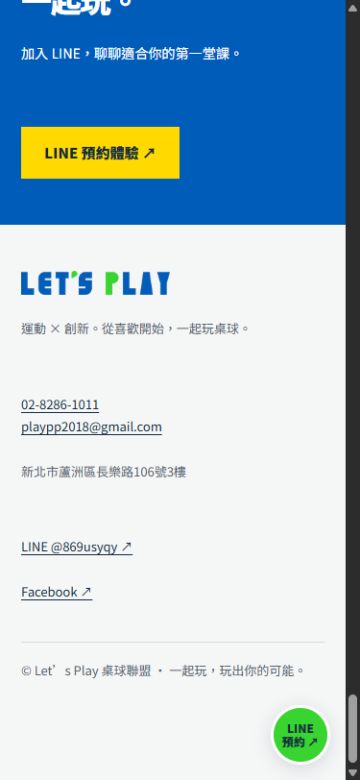 一起玩。
加入 LINE，聊聊適合你的第一堂課。
LINE 預約體驗 ↗
LET'S PLAY
運動 × 創新。從喜歡開始，一起玩桌球。
02-8286-1011
playpp2018@gmail.com
新北市蘆洲區長樂路106號3樓
LINE @869usyqy ↗
Facebook ↗
© Let’s Play 桌球聯盟 · 一起玩，玩出你的可能。
LINE
預約 ↗